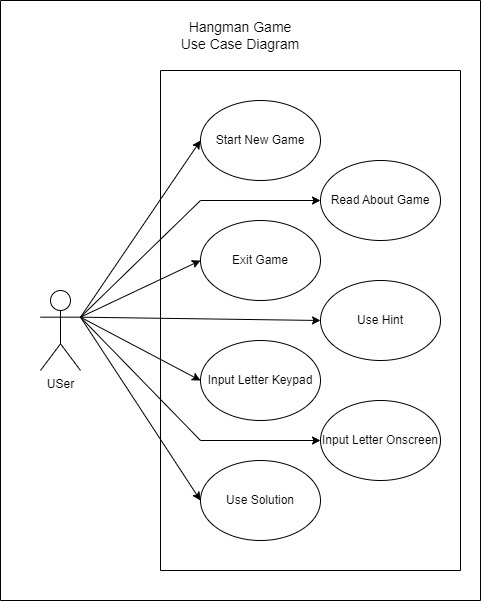 Hangman Game
Use Case Diagram
Start New Game
Read About Game
Exit Game
Use Hint
USer
Input Letter Keypad
Input Letter Onscreen
Use Solution